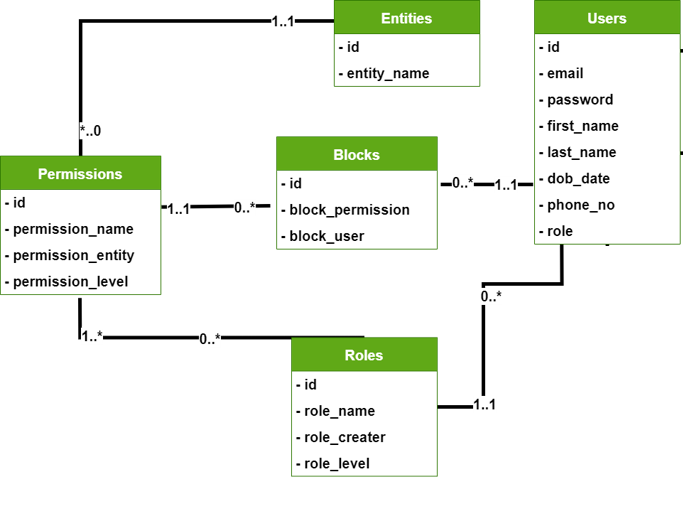 Entities
- id
- entity_name
1..1
*..0
Users
- id
- email
- password
- first_name
- last_name
- dob_date
- phone_no
- role
Blocks
- id
- block_permission
- block_user
0..*
1..1
Permissions
- id
- permission_name
- permission_entity
- permission_level
1..1
0..*
1..*
0..*
0..*
1..1
Roles
- id
- role_name
- role_creater
- role_level